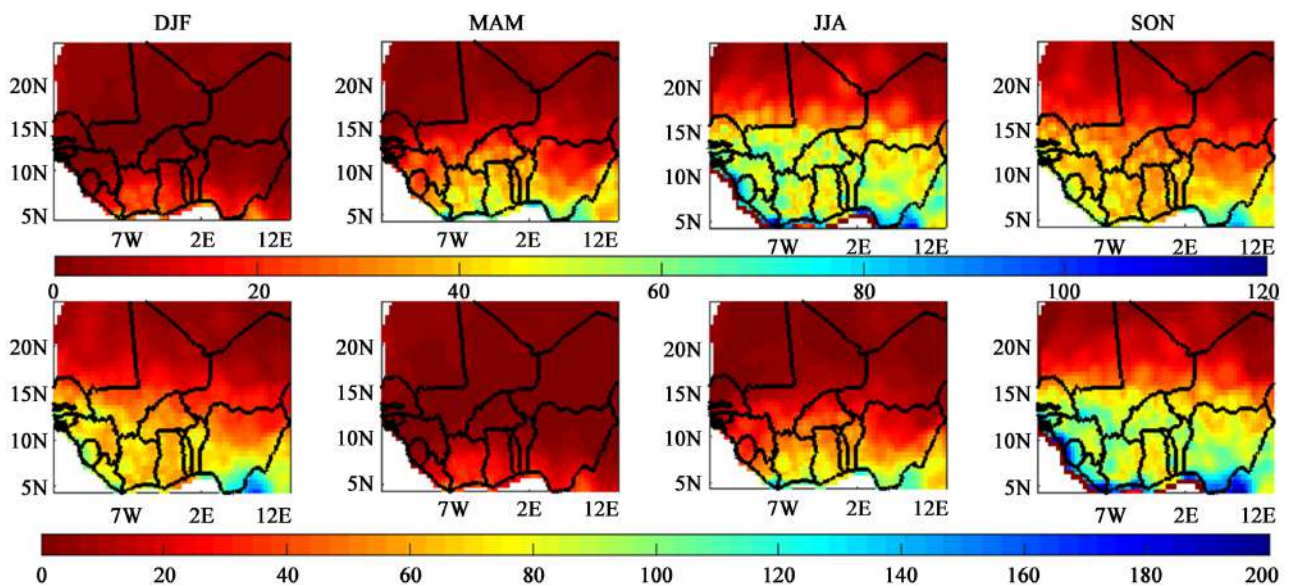 DJF MAM JJA SON
20N 20N 20N 20N
15N 15N 15N 15N
10N 10N 10N 10N
5N 5N 5N 5N
7W 2E 12E 7W 2E 12E 7W 2E 12E 7W 2E 12E
0 20 40 60 80 100 120
20N 20N 20N 20N
15N 15N 15N 15N
10N 10N 10N 10N
5N 5N 5N 5N
7W 2E 12E 7W 2E 12E 7W 2E 12E 7W 2E 12E
0 20 40 60 80 100 120 140 160 180 200